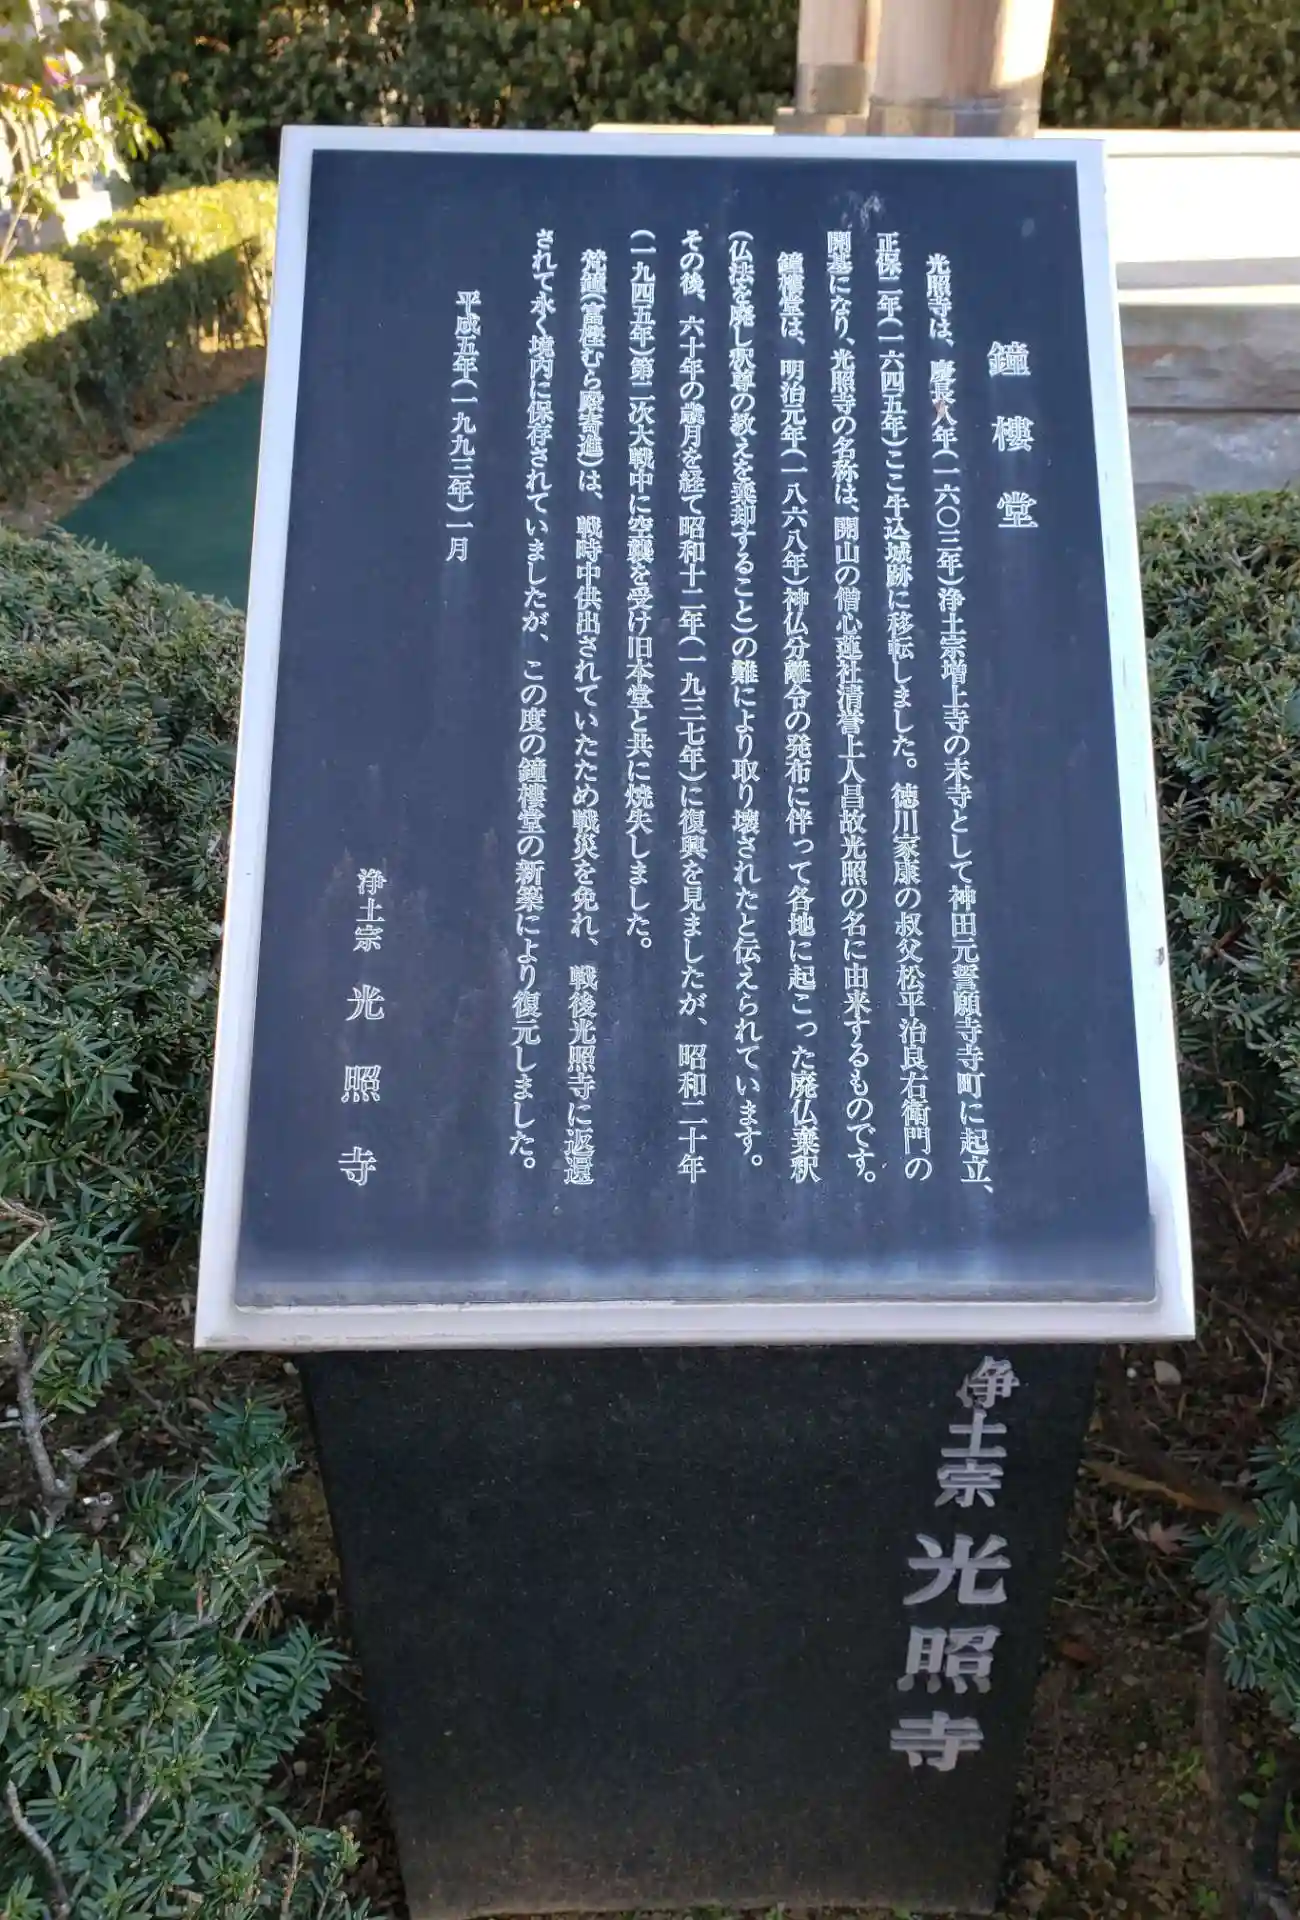 鐘樓堂
光照寺は、慶長八年(一六〇三年)浄土宗増上寺の末寺として神田元誓願寺寺町に起立、
正保二年(一六四五年)ここ牛込城跡に移転しました。徳川家康の叔父松平治良右衛門の
開基になり、光照寺の名称は、開山の僧心蓮社清誉上人昌故光照の名に由来するものです。
鐘樓堂は、明治元年(一八六八年)神仏分離令の発布に伴って各地に起こった廃仏棄釈
(仏法を廃し釈尊の教えを棄却すること)の難により取り壊されたと伝えられています。
その後、六十年の歳月を経て昭和十二年(一九三七年)に復興を見ましたが、昭和二十年
(一九四五年)第二次大戦中に空襲を受け旧本堂と共に焼失しました。
梵鐘(富樫むら殿寄進)は、戦時中供出されていたため戦災を免れ、戦後光照寺に返還
されて永く境内に保存されていましたが、この度の鐘樓堂の新築により復元しました。
平成五年(一九九三年)一月
浄土宗 光照寺
浄土宗 光照寺